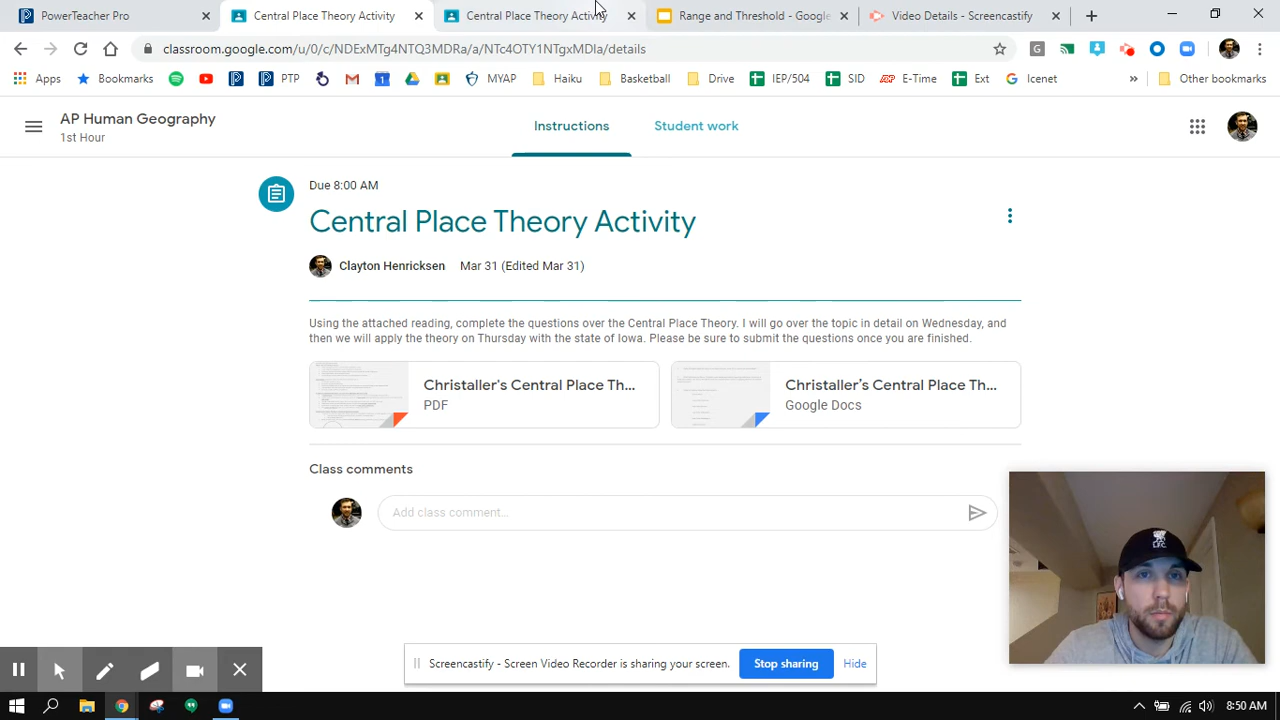 PowerTeacher Pro
Central Place Theory Activity
Central Place Theory Activity
Range and Threshold - Google
Video Details - Screencastify
classroom.google.com/u/0/c/NDExMTg4NTQ3MDRa/a/NTc4OTY1NTgxMDIa/details
Apps
Bookmarks
PTP
MYAP
Haiku
Basketball
Drive
IEP/504
SID
E-Time
Ext
Icenet
Other bookmarks
AP Human Geography
1st Hour
Instructions
Student work
Due 8:00 AM
Central Place Theory Activity
Clayton Henricksen Mar 31 (Edited Mar 31)
Using the attached reading, complete the questions over the Central Place Theory. I will go over the topic in detail on Wednesday, and
then we will apply the theory on Thursday with the state of Iowa. Please be sure to submit the questions once you are finished.
Christaller's Central Place Th...
PDF
Christaller's Central Place Th...
Google Docs
Class comments
Add class comment...
L.F.C.
Screencastify - Screen Video Recorder is sharing your screen.
Stop sharing
Hide
8:50 AM